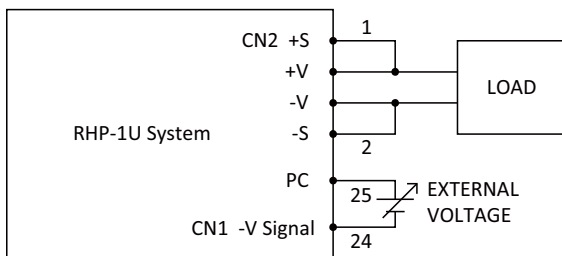 CN2 +S 1
+V
-V
-S 2
LOAD
RHP-1U System
PC 25
EXTERNAL
VOLTAGE
CN1 -V Signal 24